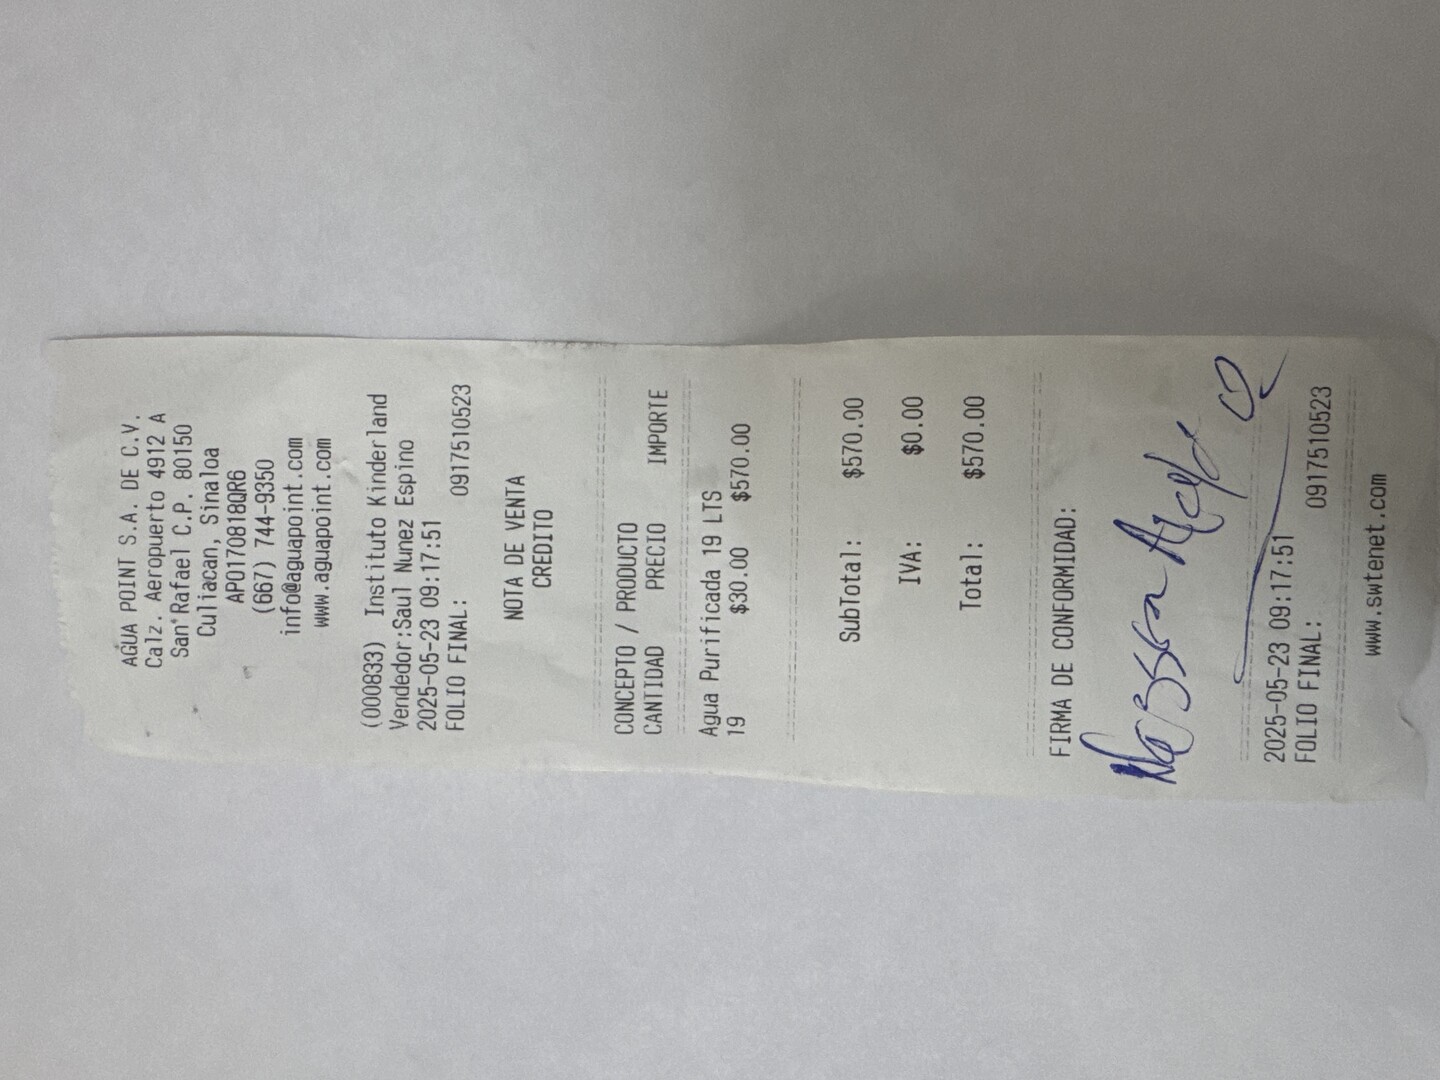 AGUA POINT S.A. DE C.V.
Calz. Aeropuerto 4912 A
San Rafael C.P. 80150
Culiacan, Sinaloa
APO170818QR6
(667) 744-9350
info@aguapoint.com
www.aguapoint.com
(000833) Instituto Kinderland
Vendedor:Saul Nunez Espino
2025-05-23 09:17:51
FOLIO FINAL: 0917510523
NOTA DE VENTA
CREDITO
CONCEPTO / PRODUCTO
CANTIDAD PRECIO IMPORTE
Agua Purificada 19 LTS
19 $30.00 $570.00
SubTotal: $570.00
IVA: $0.00
Total: $570.00
FIRMA DE CONFORMIDAD:
2025-05-23 09:17:51
FOLIO FINAL: 0917510523
www.swtenet.com